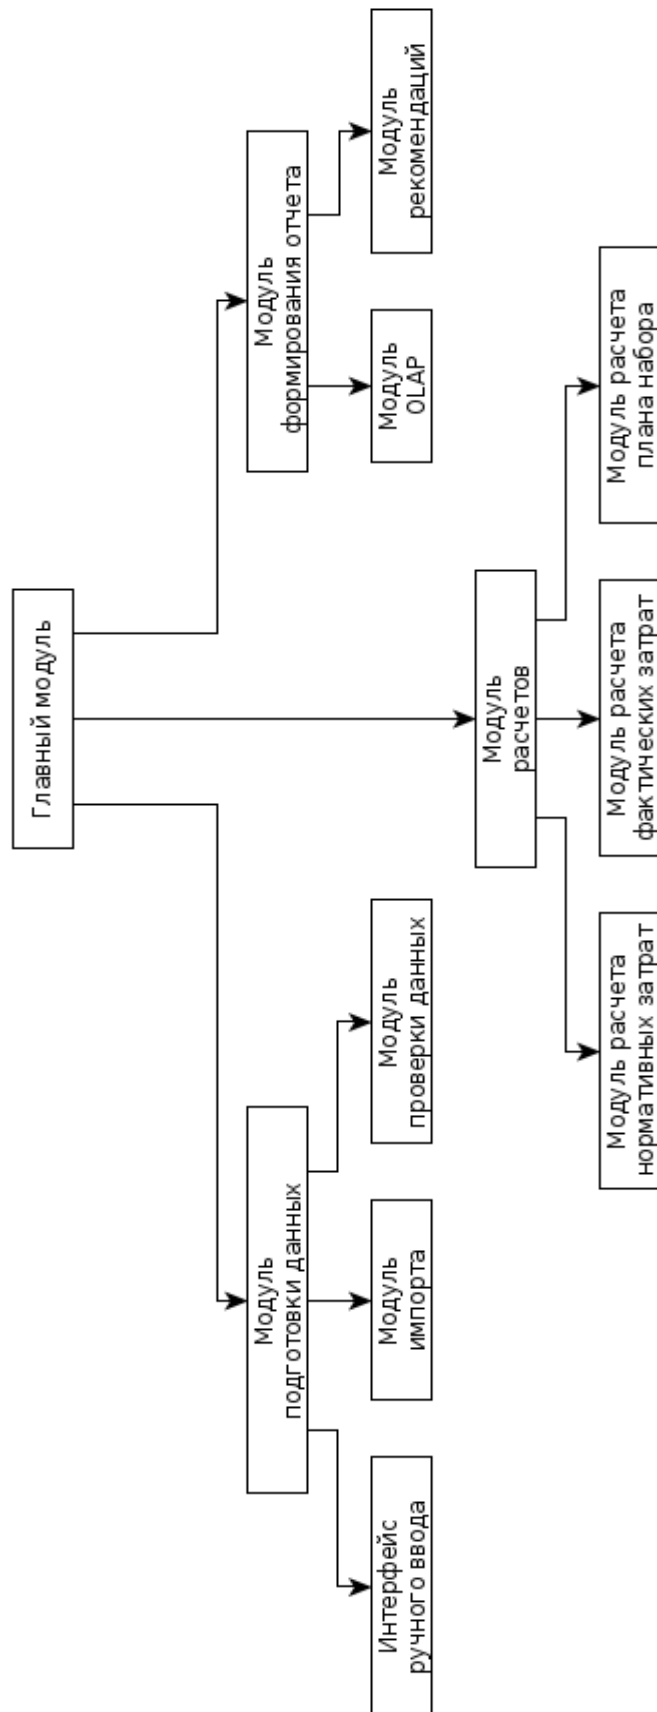 Главный модуль
Модуль
подготовки данных
Модуль
формирования отчета
Интерфейс
ручного ввода
Модуль
импорта
Модуль
проверки данных
Модуль
OLAP
Модуль
рекомендаций
Модуль
расчетов
Модуль расчета
нормативных затрат
Модуль расчета
фактических затрат
Модуль расчета
плана набора